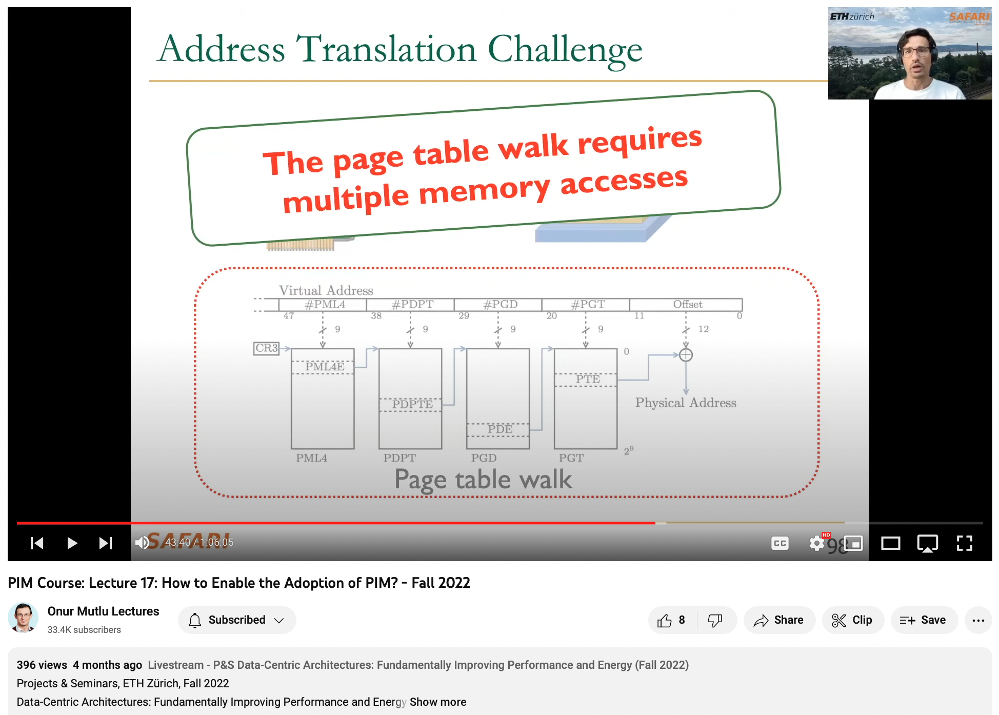 Address Translation Challenge
ETH zürich
SAFARI
The page table walk requires
multiple memory accesses
Virtual Address
#PML4 #PDPT #PGD #PGT Offset
47 38 29 20 11 0
9 9 9 9 12
CR3
0
PML4E
PTE
PDPTE
Physical Address
PDE
2⁹
PML4 PDPT PGD PGT
Page table walk
SAFARI
43:40 / 1:06:05
CC
HD
98
PIM Course: Lecture 17: How to Enable the Adoption of PIM? - Fall 2022
Onur Mutlu Lectures
33.4K subscribers
Subscribed
8
Share
Clip
Save
396 views 4 months ago Livestream - P&S Data-Centric Architectures: Fundamentally Improving Performance and Energy (Fall 2022)
Projects & Seminars, ETH Zürich, Fall 2022
Data-Centric Architectures: Fundamentally Improving Performance and Energy Show more